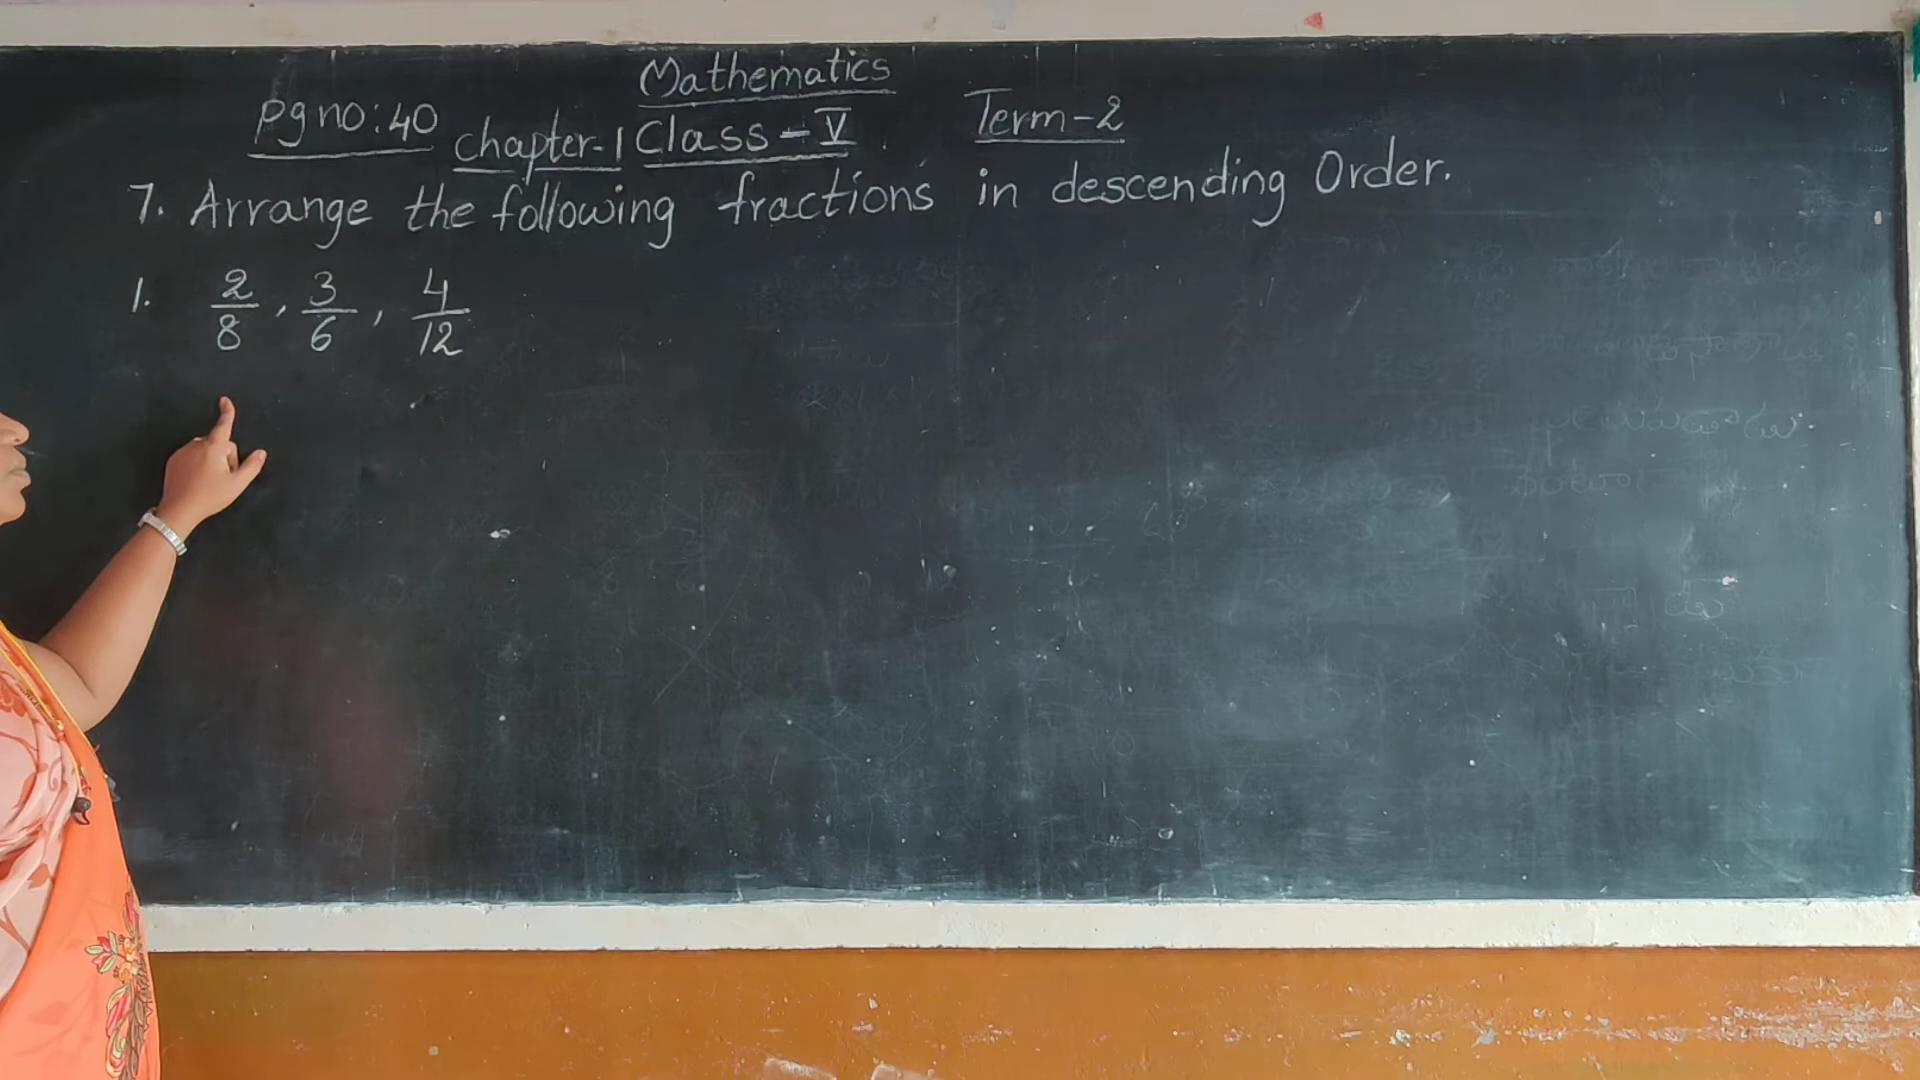 Mathematics
pg no: 40 chapter-1 Class - V Term-2
7. Arrange the following fractions in descending Order.
1. 2/8, 3/6, 4/12